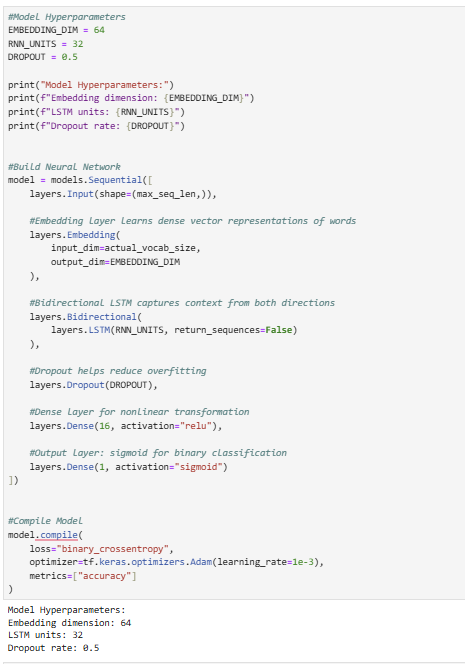 #Model Hyperparameters
EMBEDDING_DIM = 64
RNN_UNITS = 32
DROPOUT = 0.5

print("Model Hyperparameters:")
print(f"Embedding dimension: {EMBEDDING_DIM}")
print(f"LSTM units: {RNN_UNITS}")
print(f"Dropout rate: {DROPOUT}")


#Build Neural Network
model = models.Sequential([
    layers.Input(shape=(max_seq_len,)),

    #Embedding layer learns dense vector representations of words
    layers.Embedding(
        input_dim=actual_vocab_size,
        output_dim=EMBEDDING_DIM
    ),

    #Bidirectional LSTM captures context from both directions
    layers.Bidirectional(
        layers.LSTM(RNN_UNITS, return_sequences=False)
    ),

    #Dropout helps reduce overfitting
    layers.Dropout(DROPOUT),

    #Dense layer for nonlinear transformation
    layers.Dense(16, activation="relu"),

    #Output layer: sigmoid for binary classification
    layers.Dense(1, activation="sigmoid")
])


#Compile Model
model.compile(
    loss="binary_crossentropy",
    optimizer=tf.keras.optimizers.Adam(learning_rate=1e-3),
    metrics=["accuracy"]
)
Model Hyperparameters:
Embedding dimension: 64
LSTM units: 32
Dropout rate: 0.5